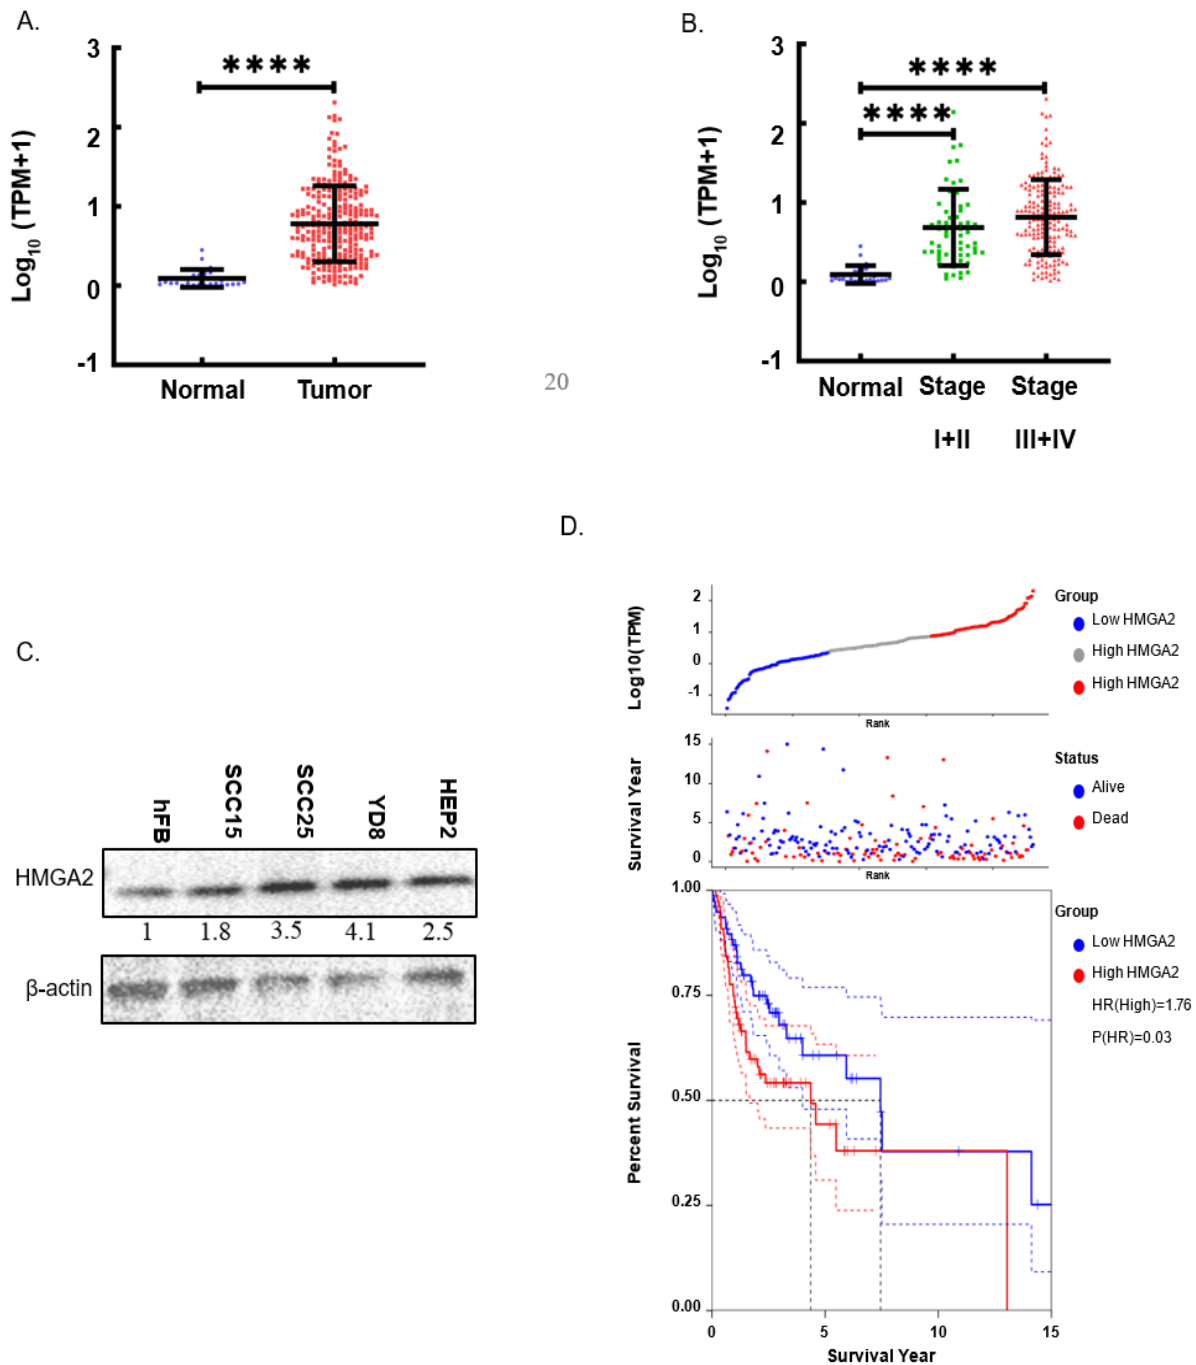 A.
3
2
1
0
-1
Log10 (TPM+1)
****
Normal
Tumor
20
B.
3
2
1
0
-1
Log10 (TPM+1)
****
****
Normal
Stage
I+II
Stage
III+IV
C.
hFB
SCC15
SCC25
YD8
HEP2
HMGA2
1 1.8 3.5 4.1 2.5
β-actin
D.
Log10(TPM)
2
1
0
-1
Rank
Group
Low HMGA2
High HMGA2
High HMGA2
Survival Year
15
10
5
0
Rank
Status
Alive
Dead
Percent Survival
1.00
0.75
0.50
0.25
0.00
0 5 10 15
Survival Year
Group
Low HMGA2
High HMGA2
HR(High)=1.76
P(HR)=0.03